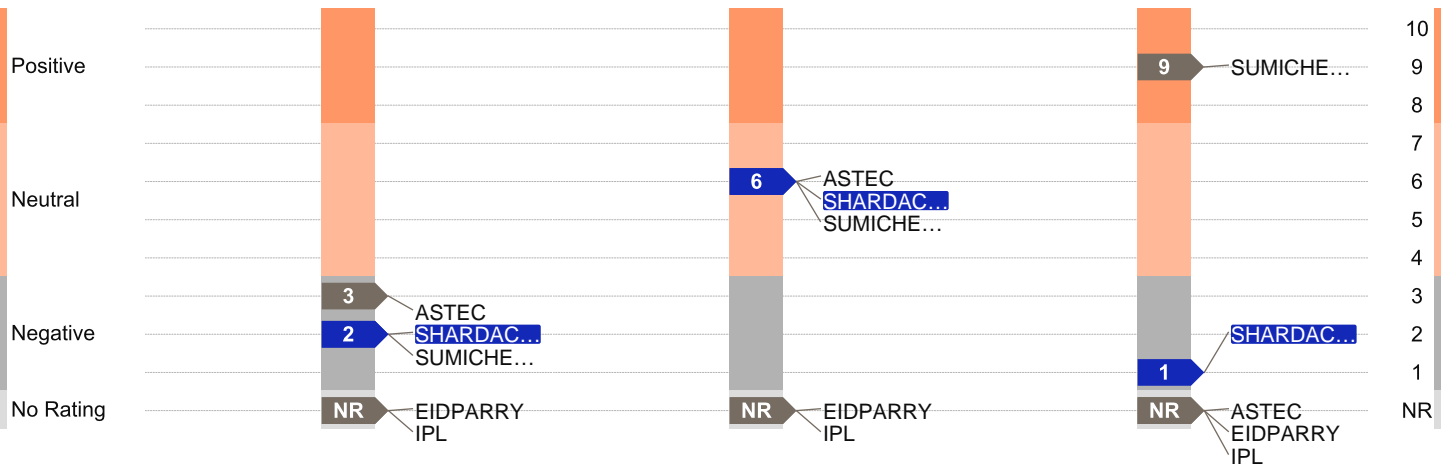 10
Positive
9
SUMICHE…
9
8
7
6
ASTEC
SHARDAC…
SUMICHE…
6
Neutral
5
4
3
ASTEC
3
Negative
2
SHARDAC…
SUMICHE…
SHARDAC…
2
1
1
No Rating
NR
EIDPARRY
IPL
NR
EIDPARRY
IPL
NR
ASTEC
EIDPARRY
IPL
NR